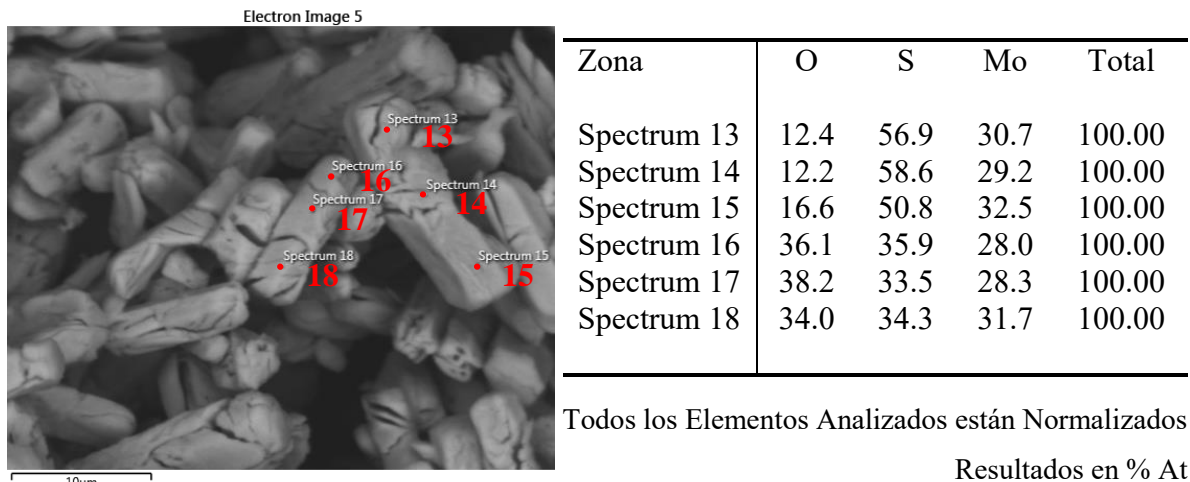 Electron Image 5
Spectrum 13
13
Spectrum 16
16
Spectrum 14
14
Spectrum 17
17
Spectrum 18
18
Spectrum 15
15
10µm
Zona O S Mo Total
Spectrum 13 12.4 56.9 30.7 100.00
Spectrum 14 12.2 58.6 29.2 100.00
Spectrum 15 16.6 50.8 32.5 100.00
Spectrum 16 36.1 35.9 28.0 100.00
Spectrum 17 38.2 33.5 28.3 100.00
Spectrum 18 34.0 34.3 31.7 100.00
Todos los Elementos Analizados están Normalizados
Resultados en % At